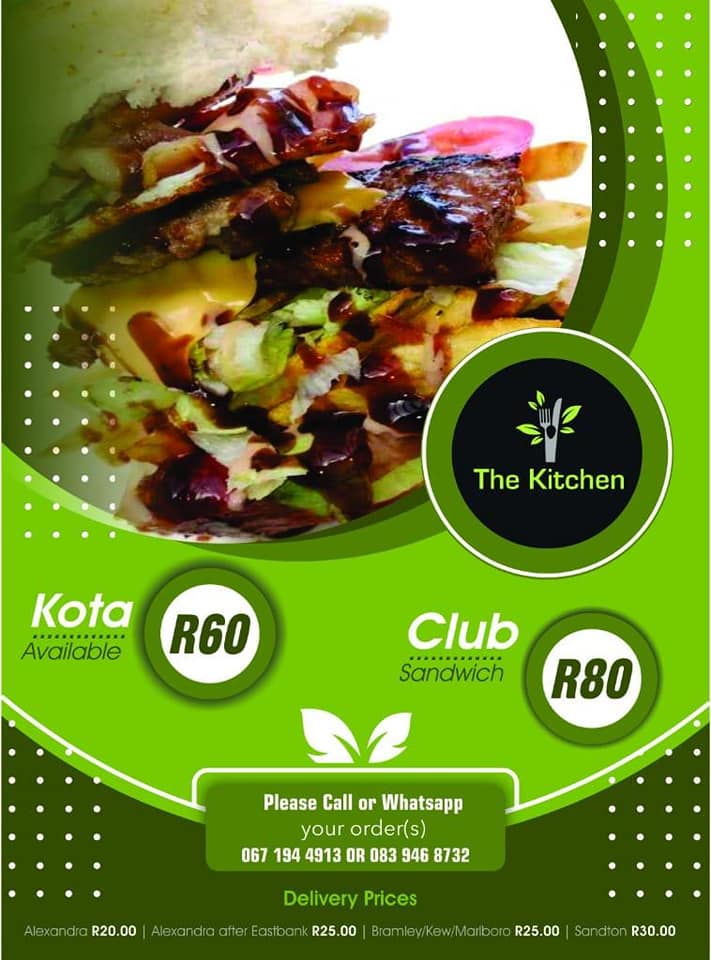 The Kitchen
Kota
Available
R60
Club
Sandwich
R80
Please Call or Whatsapp
your order(s)
067 194 4913 OR 083 946 8732
Delivery Prices
Alexandra R20.00 | Alexandra after Eastbank R25.00 | Bramley/Kew/Marlboro R25.00 | Sandton R30.00